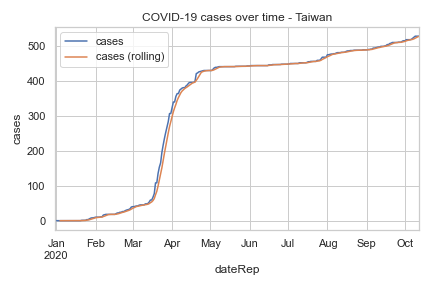 COVID-19 cases over time - Taiwan
cases
cases (rolling)
500
400
300
200
100
0
cases
Jan Feb Mar Apr May Jun Jul Aug Sep Oct
2020
dateRep